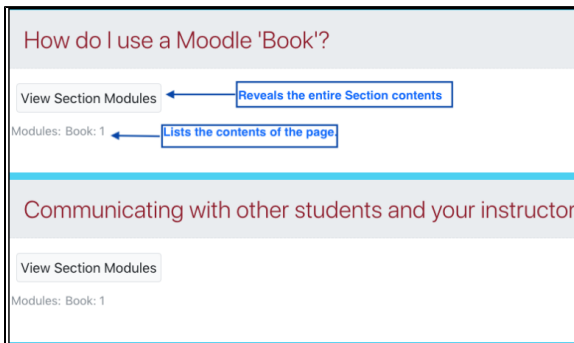 How do I use a Moodle 'Book'?
View Section Modules
Reveals the entire Section contents
Modules: Book: 1
Lists the contents of the page.
Communicating with other students and your instructor
View Section Modules
Modules: Book: 1